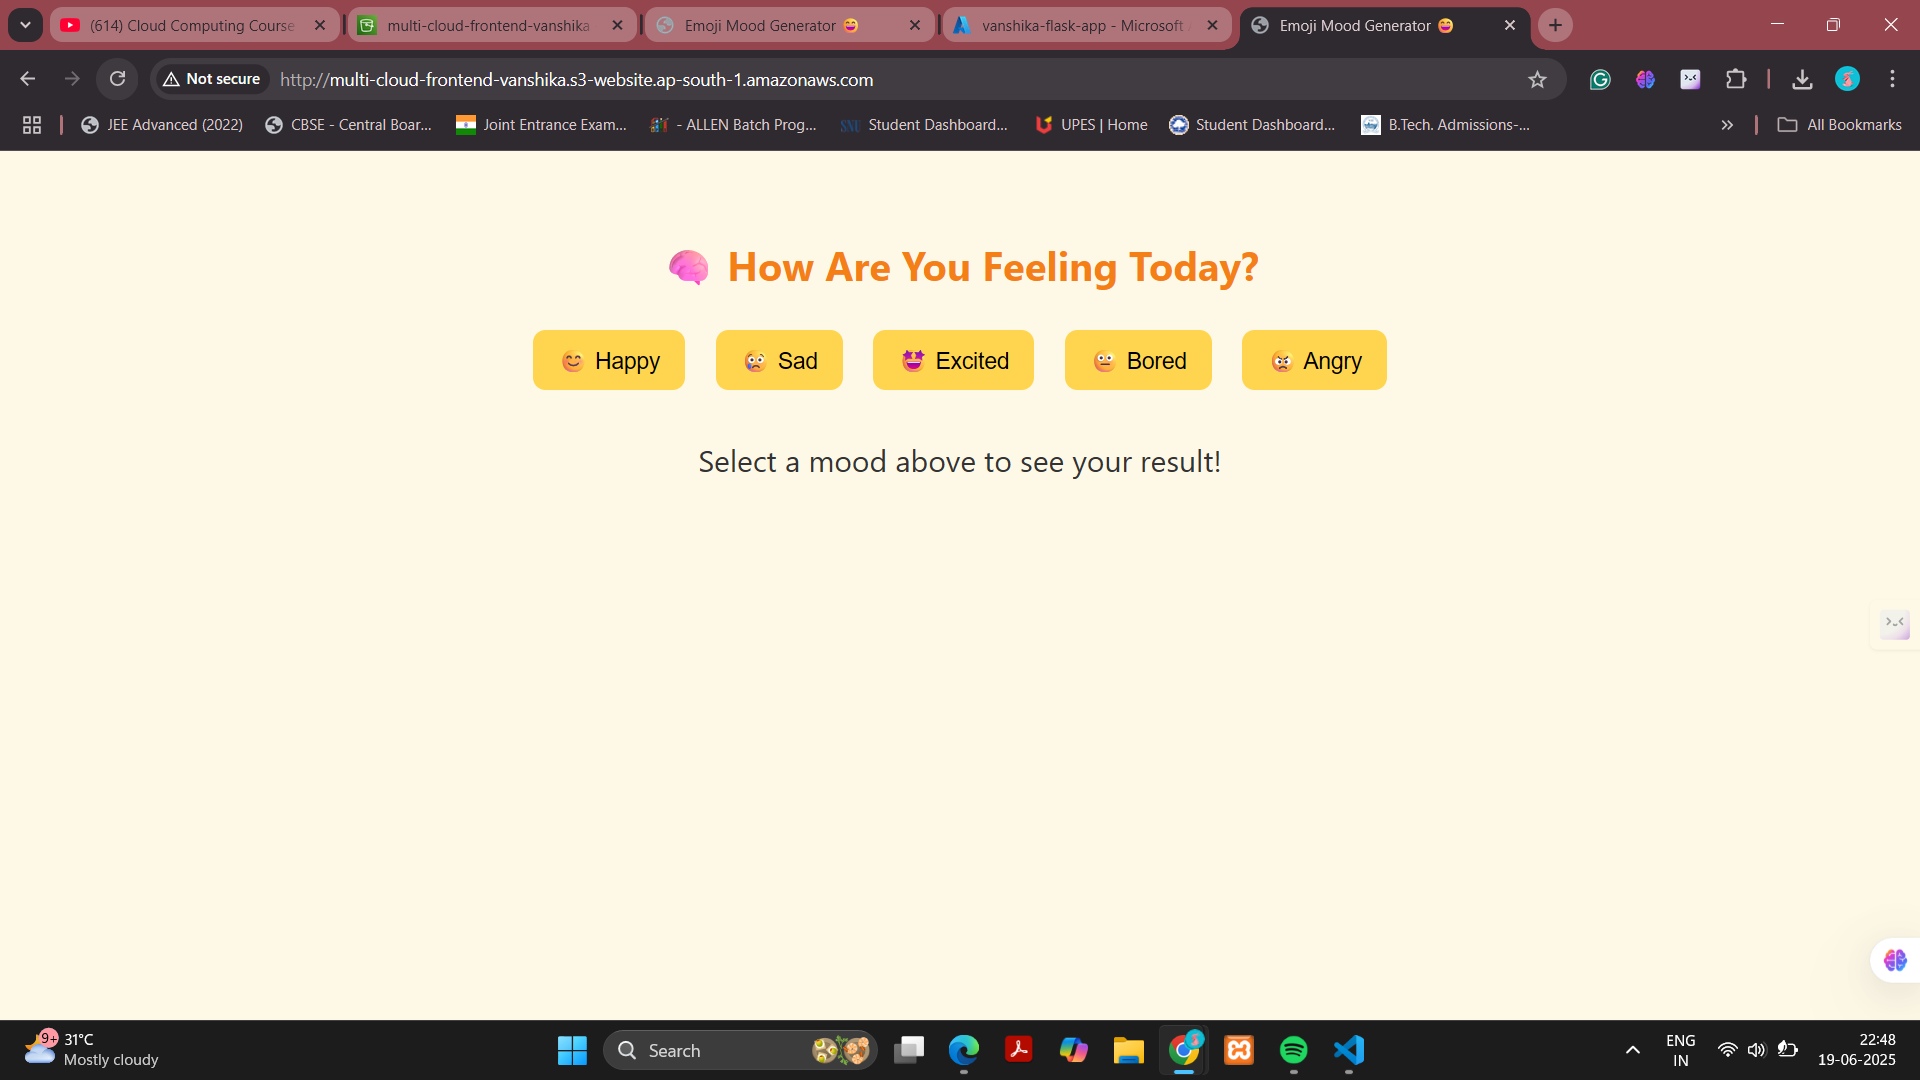 (614) Cloud Computing Course
multi-cloud-frontend-vanshika
Emoji Mood Generator 😄
vanshika-flask-app - Microsoft A
Emoji Mood Generator 😄
Not secure
http://multi-cloud-frontend-vanshika.s3-website.ap-south-1.amazonaws.com
JEE Advanced (2022)
CBSE - Central Boar...
Joint Entrance Exam...
- ALLEN Batch Prog...
SNU
Student Dashboard...
UPES | Home
Student Dashboard...
B.Tech. Admissions-...
All Bookmarks
🧠 How Are You Feeling Today?
😊 Happy
😢 Sad
🤩 Excited
😐 Bored
😠 Angry
Select a mood above to see your result!
9+
31°C
Mostly cloudy
Search
ENG
IN
22:48
19-06-2025